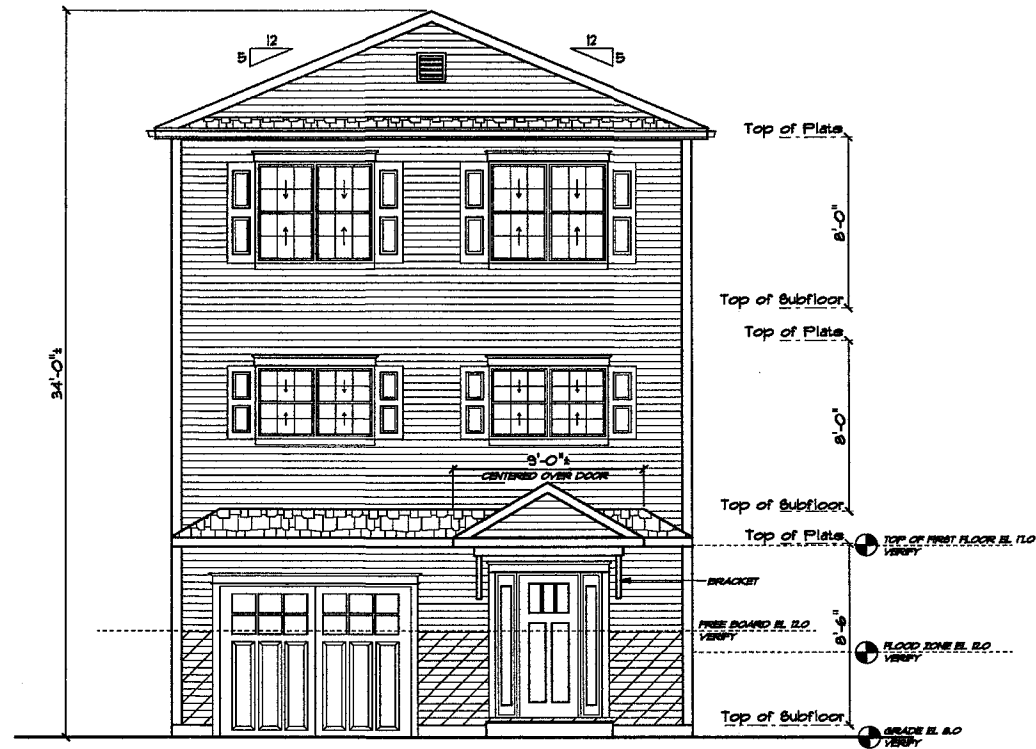 12
5
12
5
Top of Plate
8'-0"
Top of Subfloor
Top of Plate
34'-0"±
8'-0"
9'-0"±
CENTERED OVER DOOR
Top of Subfloor
Top of Plate
TOP OF FIRST FLOOR EL 17.0
VERIFY
BRACKET
8'-6"
FREE BOARD EL 12.0
VERIFY
FLOOD ZONE EL 12.0
VERIFY
Top of Subfloor
GRADE EL 8.0
VERIFY